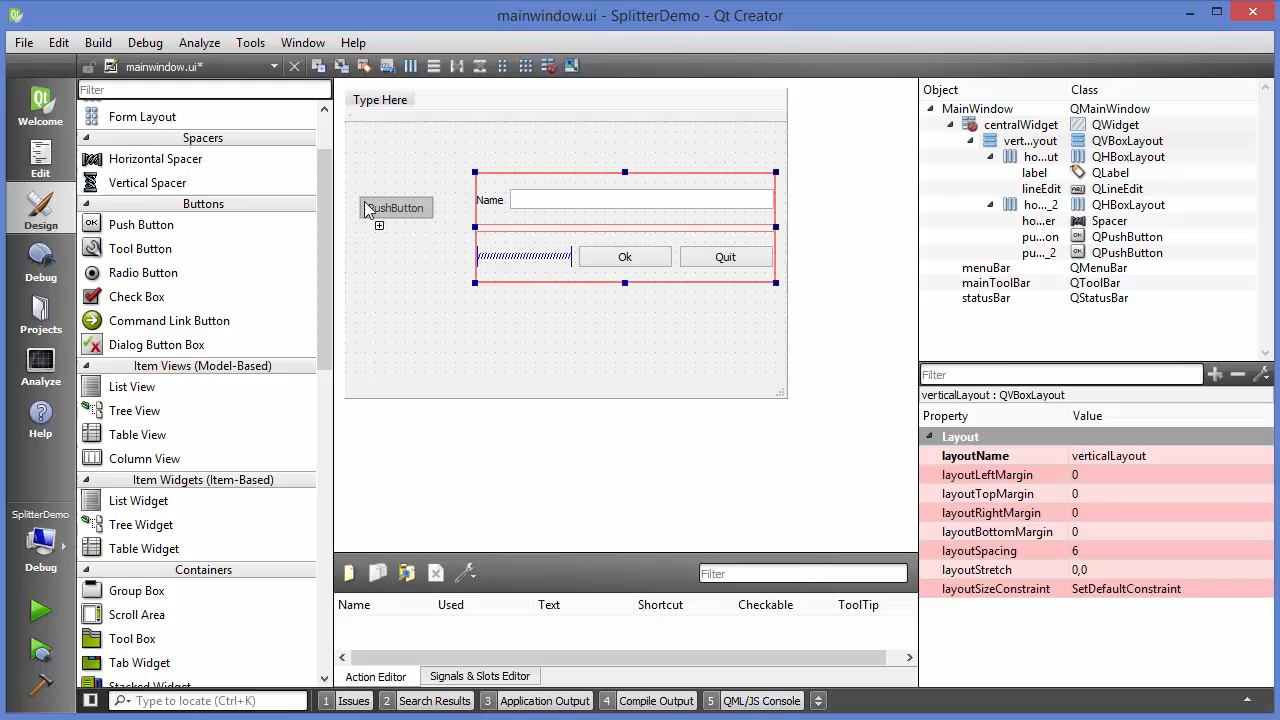 mainwindow.ui - SplitterDemo - Qt Creator
File Edit Build Debug Analyze Tools Window Help
mainwindow.ui*
Welcome
Edit
Design
Debug
Projects
Analyze
Help
SplitterDemo
Debug
Filter
Form Layout
Spacers
Horizontal Spacer
Vertical Spacer
Buttons
Push Button
Tool Button
Radio Button
Check Box
Command Link Button
Dialog Button Box
Item Views (Model-Based)
List View
Tree View
Table View
Column View
Item Widgets (Item-Based)
List Widget
Tree Widget
Table Widget
Containers
Group Box
Scroll Area
Tool Box
Tab Widget
Stacked Widget
Type Here
PushButton
Name
Ok Quit
Filter
Name Used Text Shortcut Checkable ToolTip
Action Editor Signals & Slots Editor
Object Class
MainWindow QMainWindow
centralWidget QWidget
vert...yout QVBoxLayout
ho...ut QHBoxLayout
label QLabel
lineEdit QLineEdit
ho..._2 QHBoxLayout
ho...er Spacer
pu...on QPushButton
pu..._2 QPushButton
menuBar QMenuBar
mainToolBar QToolBar
statusBar QStatusBar
Filter
verticalLayout : QVBoxLayout
Property Value
Layout
layoutName verticalLayout
layoutLeftMargin 0
layoutTopMargin 0
layoutRightMargin 0
layoutBottomMargin 0
layoutSpacing 6
layoutStretch 0,0
layoutSizeConstraint SetDefaultConstraint
Type to locate (Ctrl+K) 1 Issues 2 Search Results 3 Application Output 4 Compile Output 5 QML/JS Console